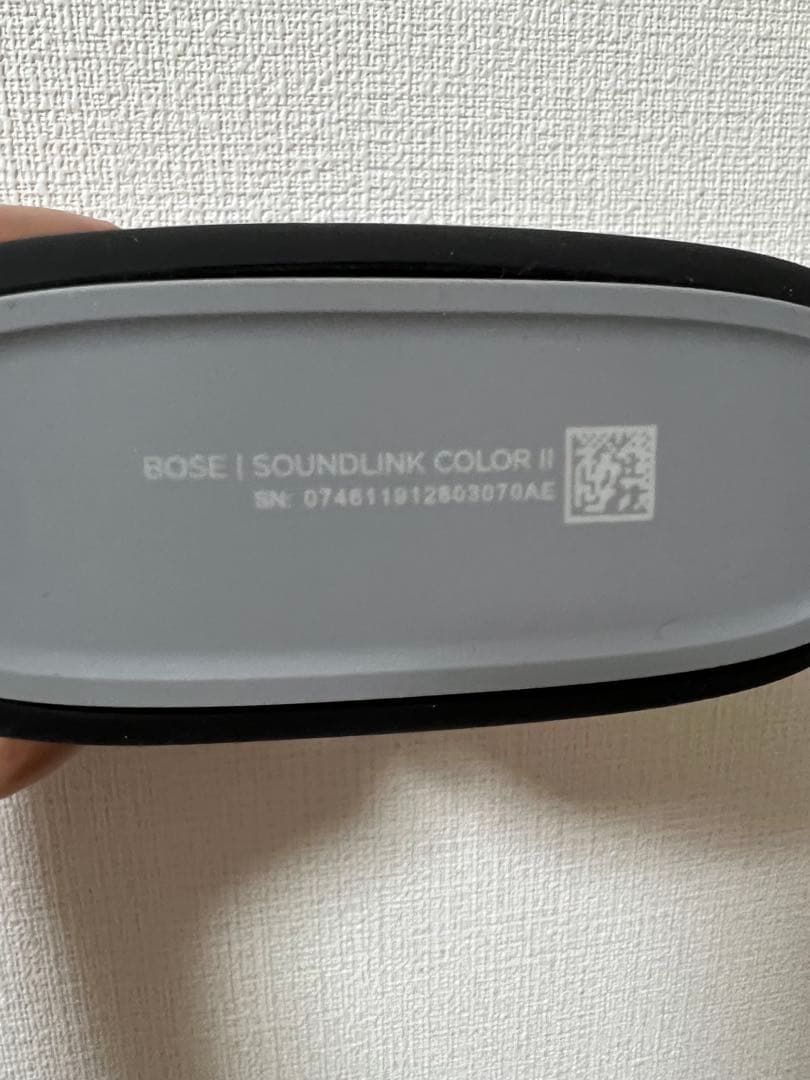 BOSE | SOUNDLINK COLOR II
SN: 074611912803070AE